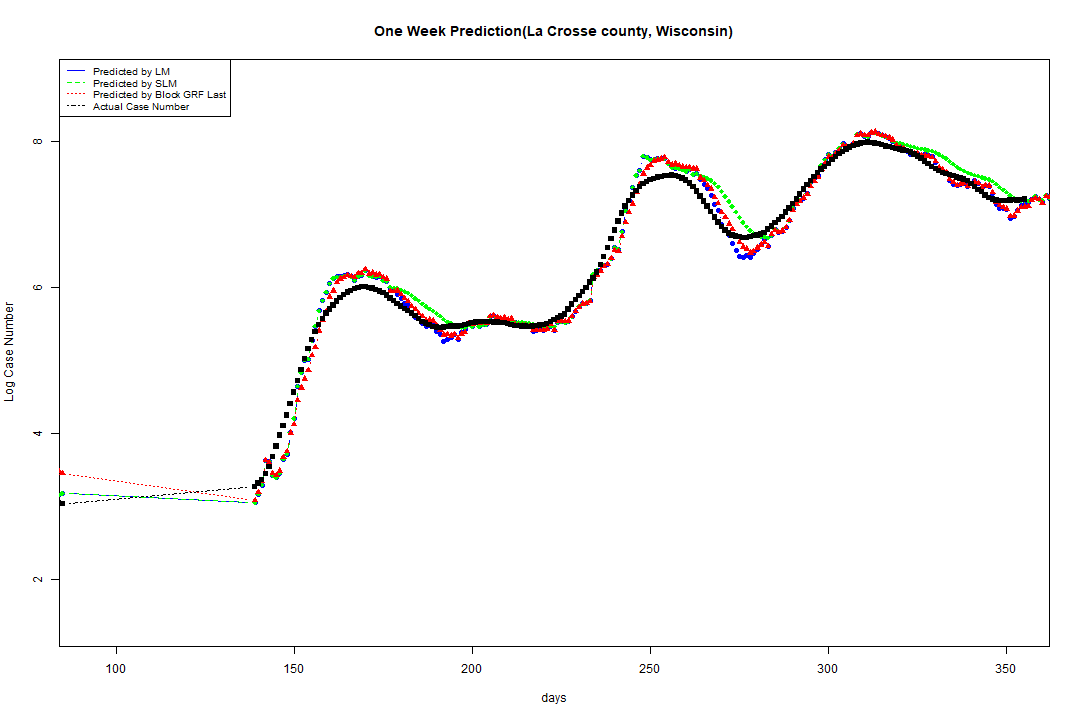 One Week Prediction(La Crosse county, Wisconsin)
Predicted by LM
Predicted by SLM
Predicted by Block GRF Last
Actual Case Number
8
6
4
2
Log Case Number
100 150 200 250 300 350
days